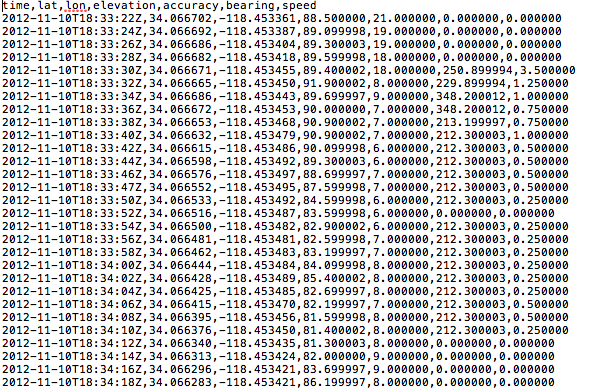 time,lat,lon,elevation,accuracy,bearing,speed
2012-11-10T18:33:22Z,34.066702,-118.453361,88.500000,21.000000,0.000000,0.000000
2012-11-10T18:33:24Z,34.066692,-118.453387,89.099998,19.000000,0.000000,0.000000
2012-11-10T18:33:26Z,34.066686,-118.453404,89.300003,19.000000,0.000000,0.000000
2012-11-10T18:33:28Z,34.066682,-118.453418,89.599998,18.000000,0.000000,0.000000
2012-11-10T18:33:30Z,34.066671,-118.453455,89.400002,18.000000,250.899994,3.500000
2012-11-10T18:33:32Z,34.066665,-118.453450,91.900002,8.000000,229.899994,1.250000
2012-11-10T18:33:34Z,34.066686,-118.453443,89.699997,9.000000,348.200012,1.000000
2012-11-10T18:33:36Z,34.066672,-118.453453,90.000000,7.000000,348.200012,0.750000
2012-11-10T18:33:38Z,34.066653,-118.453468,90.900002,7.000000,213.199997,0.750000
2012-11-10T18:33:40Z,34.066632,-118.453479,90.900002,7.000000,212.300003,1.000000
2012-11-10T18:33:42Z,34.066615,-118.453486,90.099998,6.000000,212.300003,0.500000
2012-11-10T18:33:44Z,34.066598,-118.453492,89.300003,6.000000,212.300003,0.500000
2012-11-10T18:33:46Z,34.066576,-118.453497,88.699997,7.000000,212.300003,0.500000
2012-11-10T18:33:47Z,34.066552,-118.453495,87.599998,7.000000,212.300003,0.500000
2012-11-10T18:33:50Z,34.066533,-118.453492,84.599998,6.000000,212.300003,0.250000
2012-11-10T18:33:52Z,34.066516,-118.453487,83.599998,6.000000,0.000000,0.000000
2012-11-10T18:33:54Z,34.066500,-118.453482,82.900002,6.000000,212.300003,0.250000
2012-11-10T18:33:56Z,34.066481,-118.453481,82.599998,7.000000,212.300003,0.250000
2012-11-10T18:33:58Z,34.066462,-118.453483,83.199997,7.000000,212.300003,0.250000
2012-11-10T18:34:00Z,34.066444,-118.453484,84.099998,8.000000,212.300003,0.250000
2012-11-10T18:34:02Z,34.066428,-118.453489,85.400002,8.000000,212.300003,0.250000
2012-11-10T18:34:04Z,34.066425,-118.453485,82.699997,8.000000,212.300003,0.250000
2012-11-10T18:34:06Z,34.066415,-118.453470,82.199997,7.000000,212.300003,0.500000
2012-11-10T18:34:08Z,34.066395,-118.453456,81.599998,8.000000,212.300003,0.500000
2012-11-10T18:34:10Z,34.066376,-118.453450,81.400002,8.000000,212.300003,0.250000
2012-11-10T18:34:12Z,34.066340,-118.453435,81.300003,8.000000,0.000000,0.000000
2012-11-10T18:34:14Z,34.066313,-118.453424,82.000000,9.000000,0.000000,0.000000
2012-11-10T18:34:16Z,34.066296,-118.453421,83.699997,9.000000,0.000000,0.000000
2012-11-10T18:34:18Z,34.066283,-118.453421,86.199997,8.000000,0.000000,0.000000